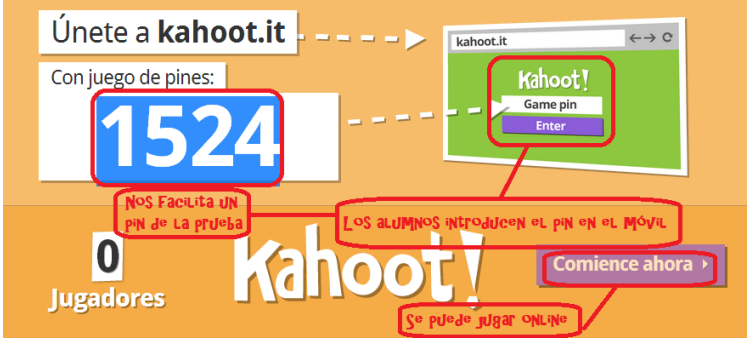 Únete a kahoot.it
kahoot.it
Con juego de pines:
1524
Kahoot!
Game pin
Enter
Nos facilita un
pin de la prueba
Los alumnos introducen el pin en el móvil
0
Jugadores
Kahoot!
Comience ahora
Se puede jugar online